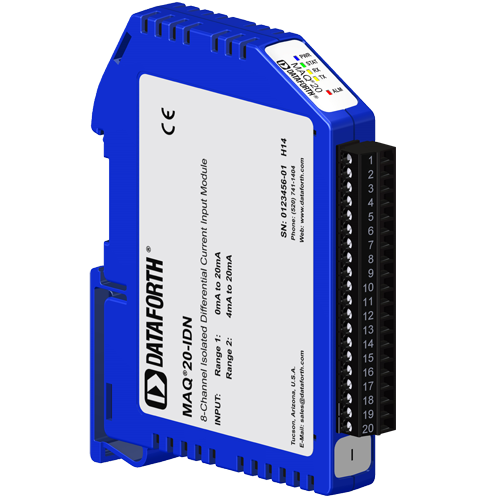 PWR
STAT
RX
TX
ALM
DATAFORTH®
MAQ®20
CE
DATAFORTH®
MAQ®20-IDN
8-Channel Isolated Differential Current Input Module
INPUT: Range 1: 0mA to 20mA
Range 2: 4mA to 20mA
SN: 0123456-01 H14
Phone: (520) 741-1404
Web: www.dataforth.com
Tucson, Arizona, U.S.A.
E-Mail: sales@dataforth.com
1
2
3
4
5
6
7
8
9
10
11
12
13
14
15
16
17
18
19
20
I